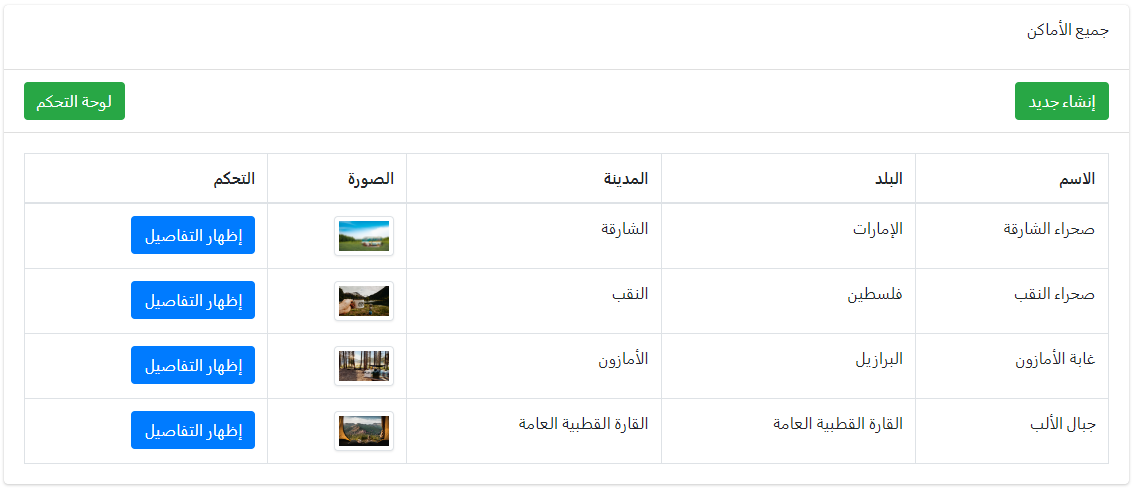 جميع الأماكن
إنشاء جديد لوحة التحكم
الاسم البلد المدينة الصورة التحكم
صحراء الشارقة الإمارات الشارقة إظهار التفاصيل
صحراء النقب فلسطين النقب إظهار التفاصيل
غابة الأمازون البرازيل الأمازون إظهار التفاصيل
جبال الألب القارة القطبية العامة القارة القطبية العامة إظهار التفاصيل